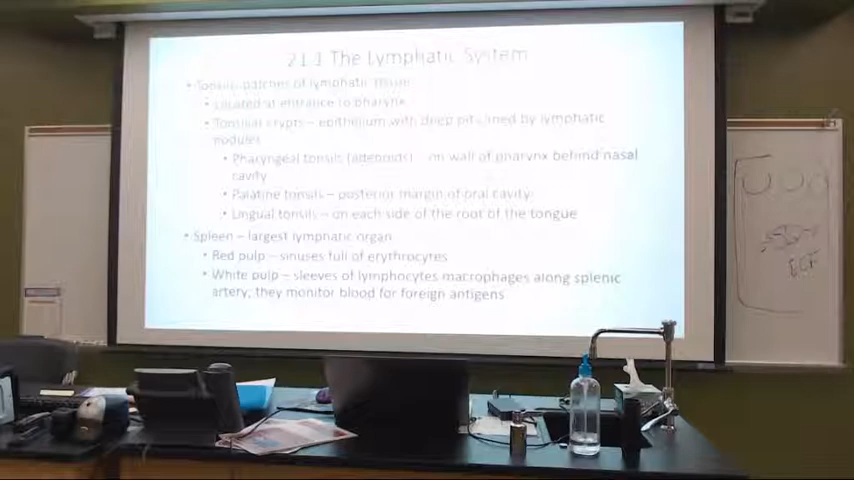 21.1 The Lymphatic System
• Tonsils-patches of lymphatic tissue
• Located at entrance to pharynx
• Tonsillar crypts – epithelium with deep pits lined by lymphatic
nodules
• Pharyngeal tonsils (adenoids) – on wall of pharynx behind nasal
cavity
• Palatine tonsils – posterior margin of oral cavity
• Lingual tonsils – on each side of the root of the tongue
• Spleen – largest lymphatic organ
• Red pulp – sinuses full of erythrocytes
• White pulp – sleeves of lymphocytes, macrophages along splenic
artery; they monitor blood for foreign antigens